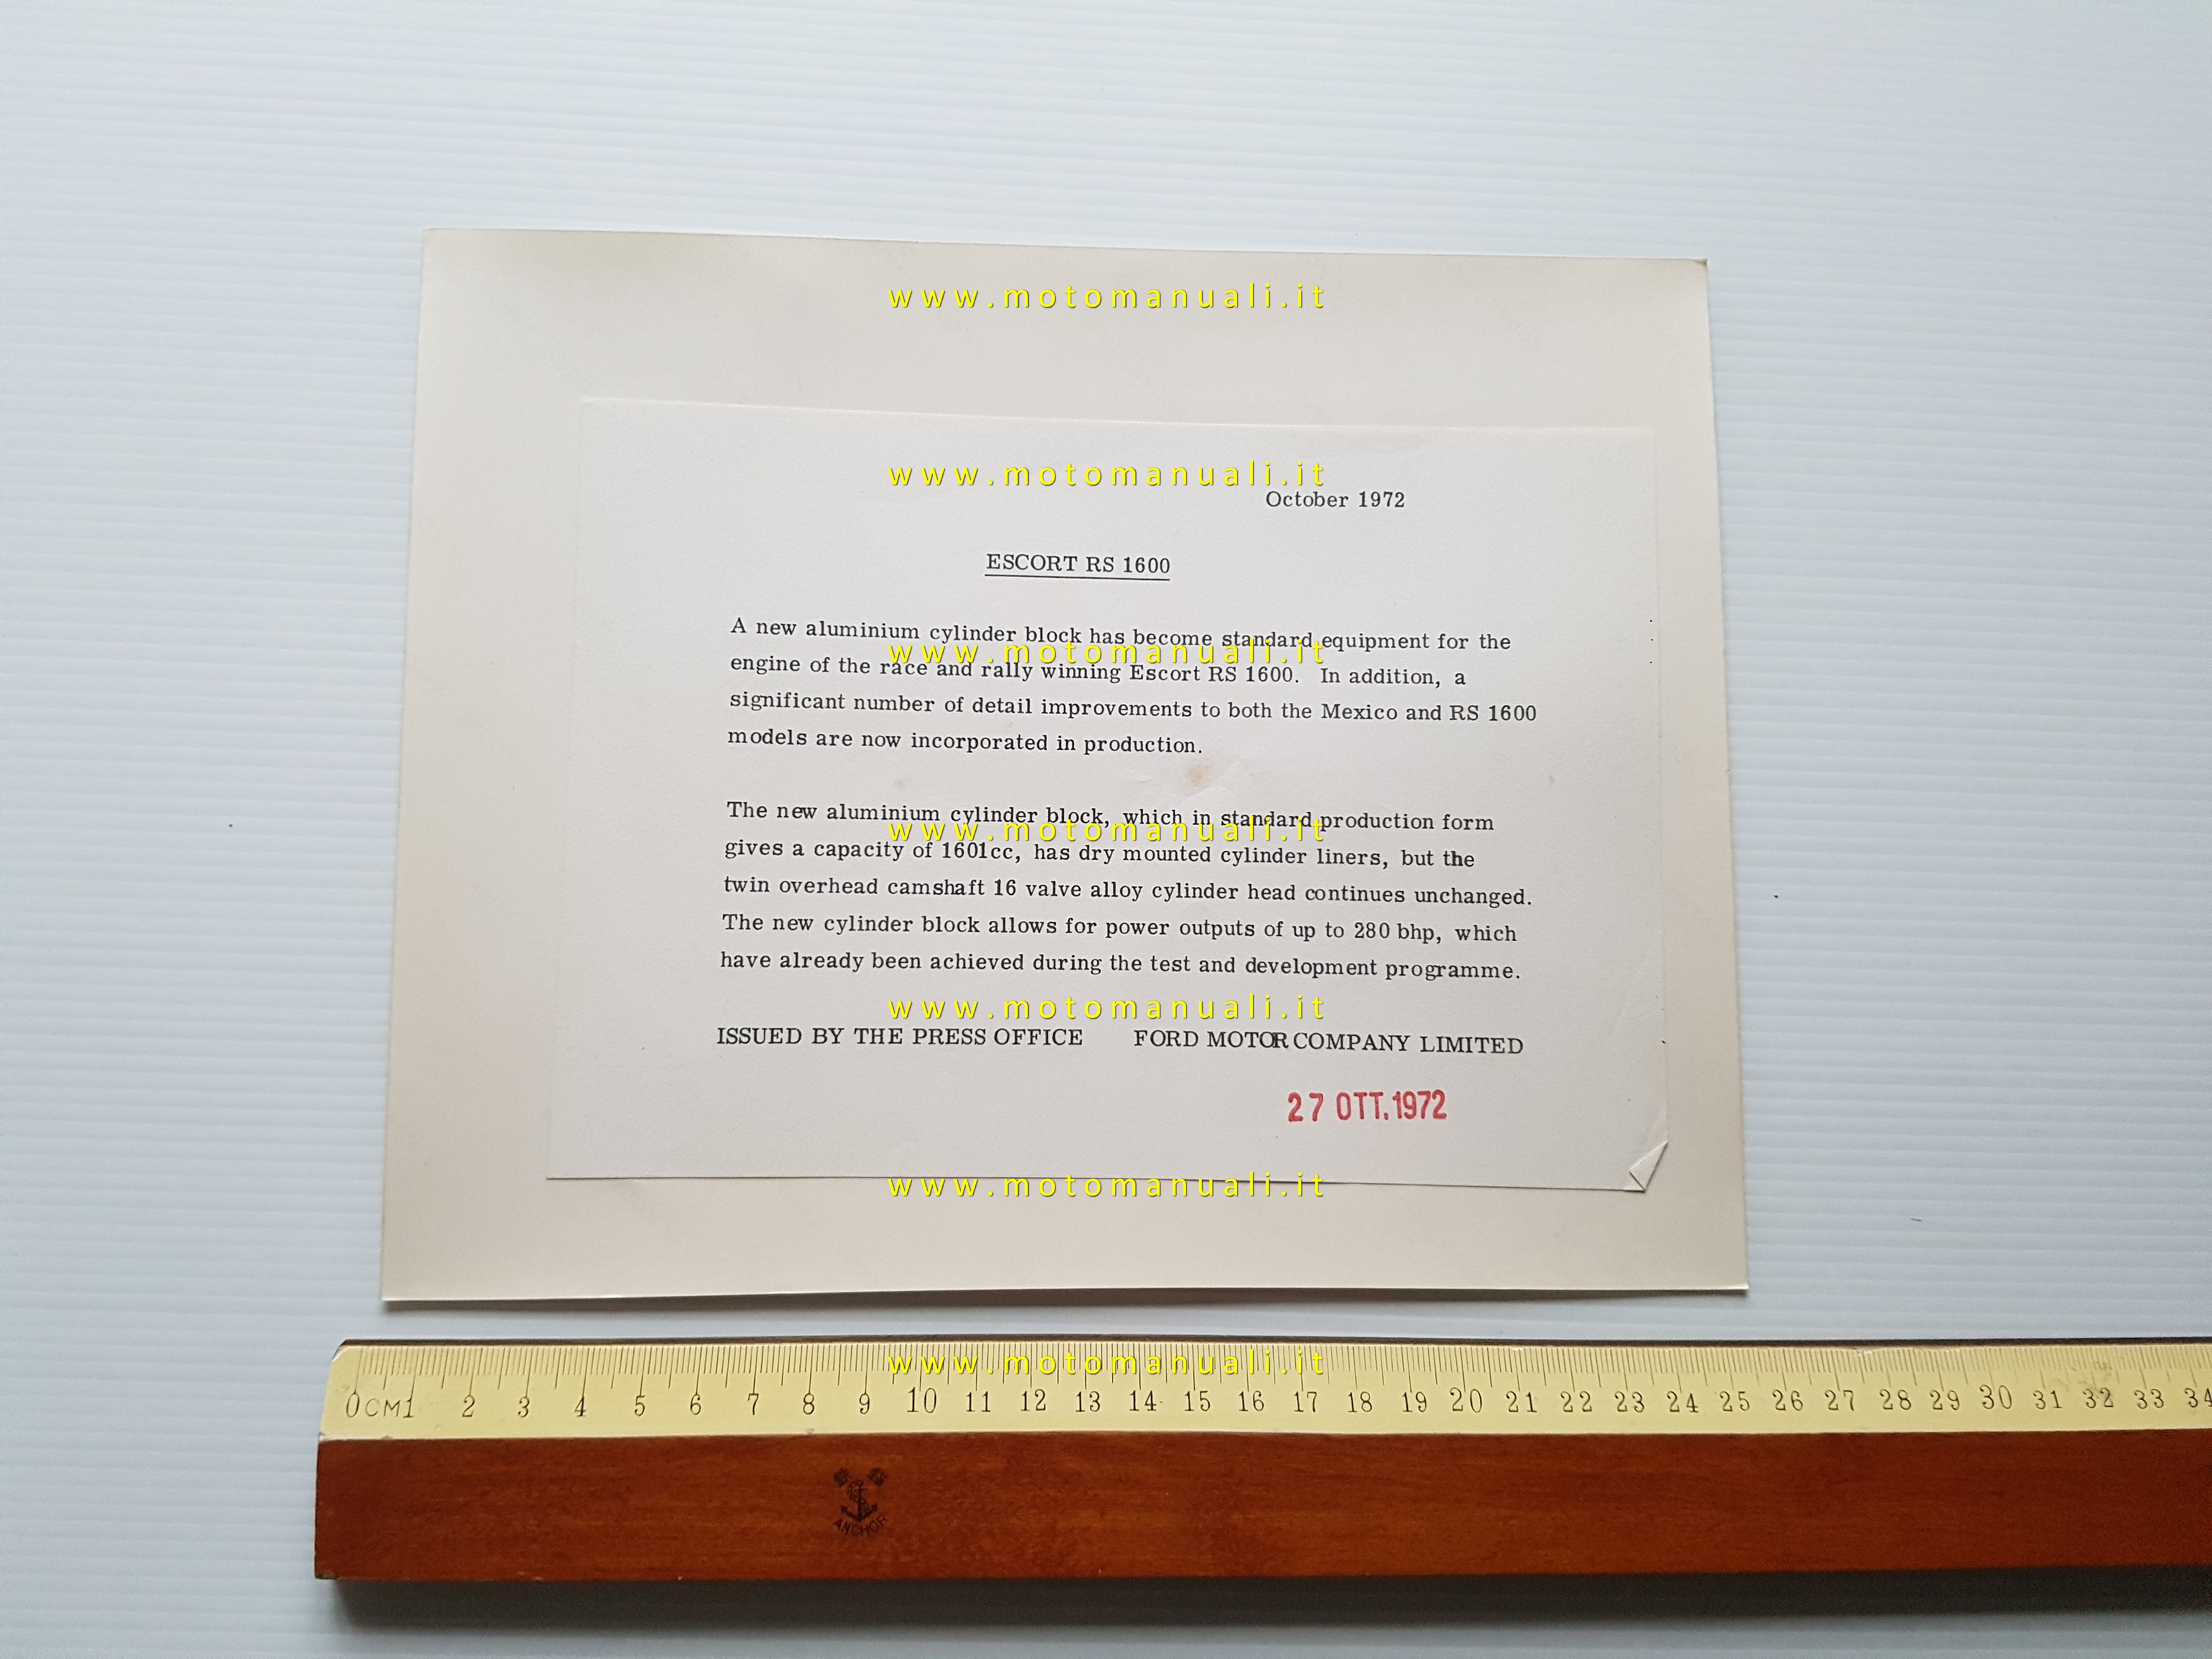 www.motomanuali.it
www.motomanuali.it
October 1972
ESCORT RS 1600
A new aluminium cylinder block has become standard equipment for the
www.motomanuali.it
engine of the race and rally winning Escort RS 1600. In addition, a
significant number of detail improvements to both the Mexico and RS 1600
models are now incorporated in production.
The new aluminium cylinder block, which in standard production form
www.motomanuali.it
gives a capacity of 1601cc, has dry mounted cylinder liners, but the
twin overhead camshaft 16 valve alloy cylinder head continues unchanged.
The new cylinder block allows for power outputs of up to 280 bhp, which
have already been achieved during the test and development programme.
www.motomanuali.it
ISSUED BY THE PRESS OFFICE FORD MOTOR COMPANY LIMITED
27 OTT. 1972
www.motomanuali.it
www.motomanuali.it
0 CM 1 2 3 4 5 6 7 8 9 10 11 12 13 14 15 16 17 18 19 20 21 22 23 24 25 26 27 28 29 30 31 32 33 34
ANCHOR